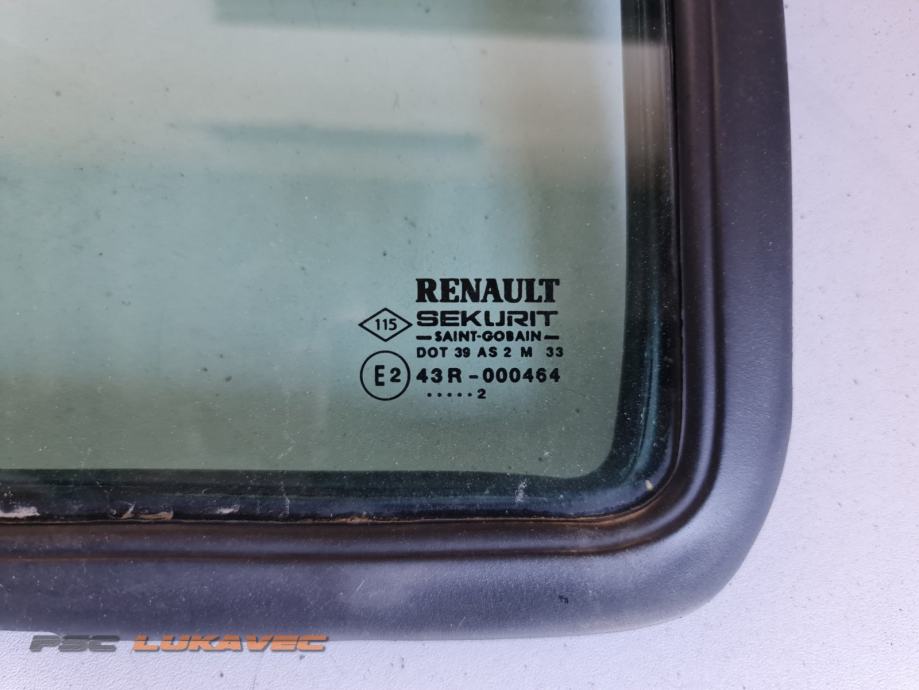 RENAULT
115 SEKURIT
SAINT-GOBAIN
DOT 39 AS 2 M 33
E2 43R-000464
.....2
PSC LUKAVEC